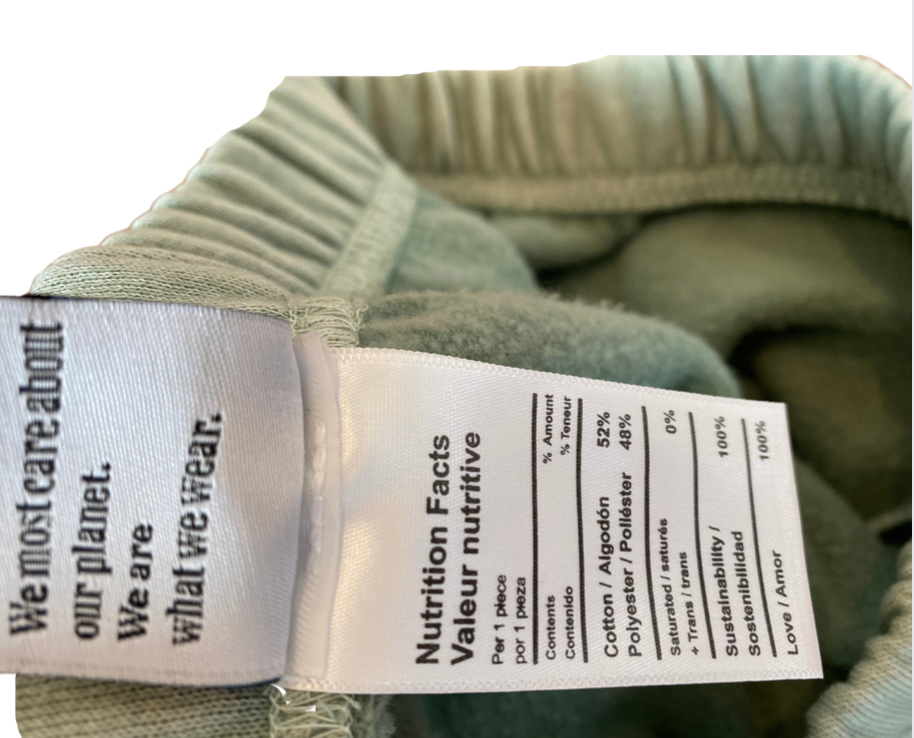 We most care about
our planet.
We are
what we wear.
Nutrition Facts
Valeur nutritive
Per 1 piece
por 1 pieza
Contents % Amount
Contenido % Teneur
Cotton / Algodón 52%
Polyester / Poliéster 48%
Saturated / saturés 0%
+ Trans / trans
Sustainability / 100%
Sostenibilidad
Love / Amor 100%